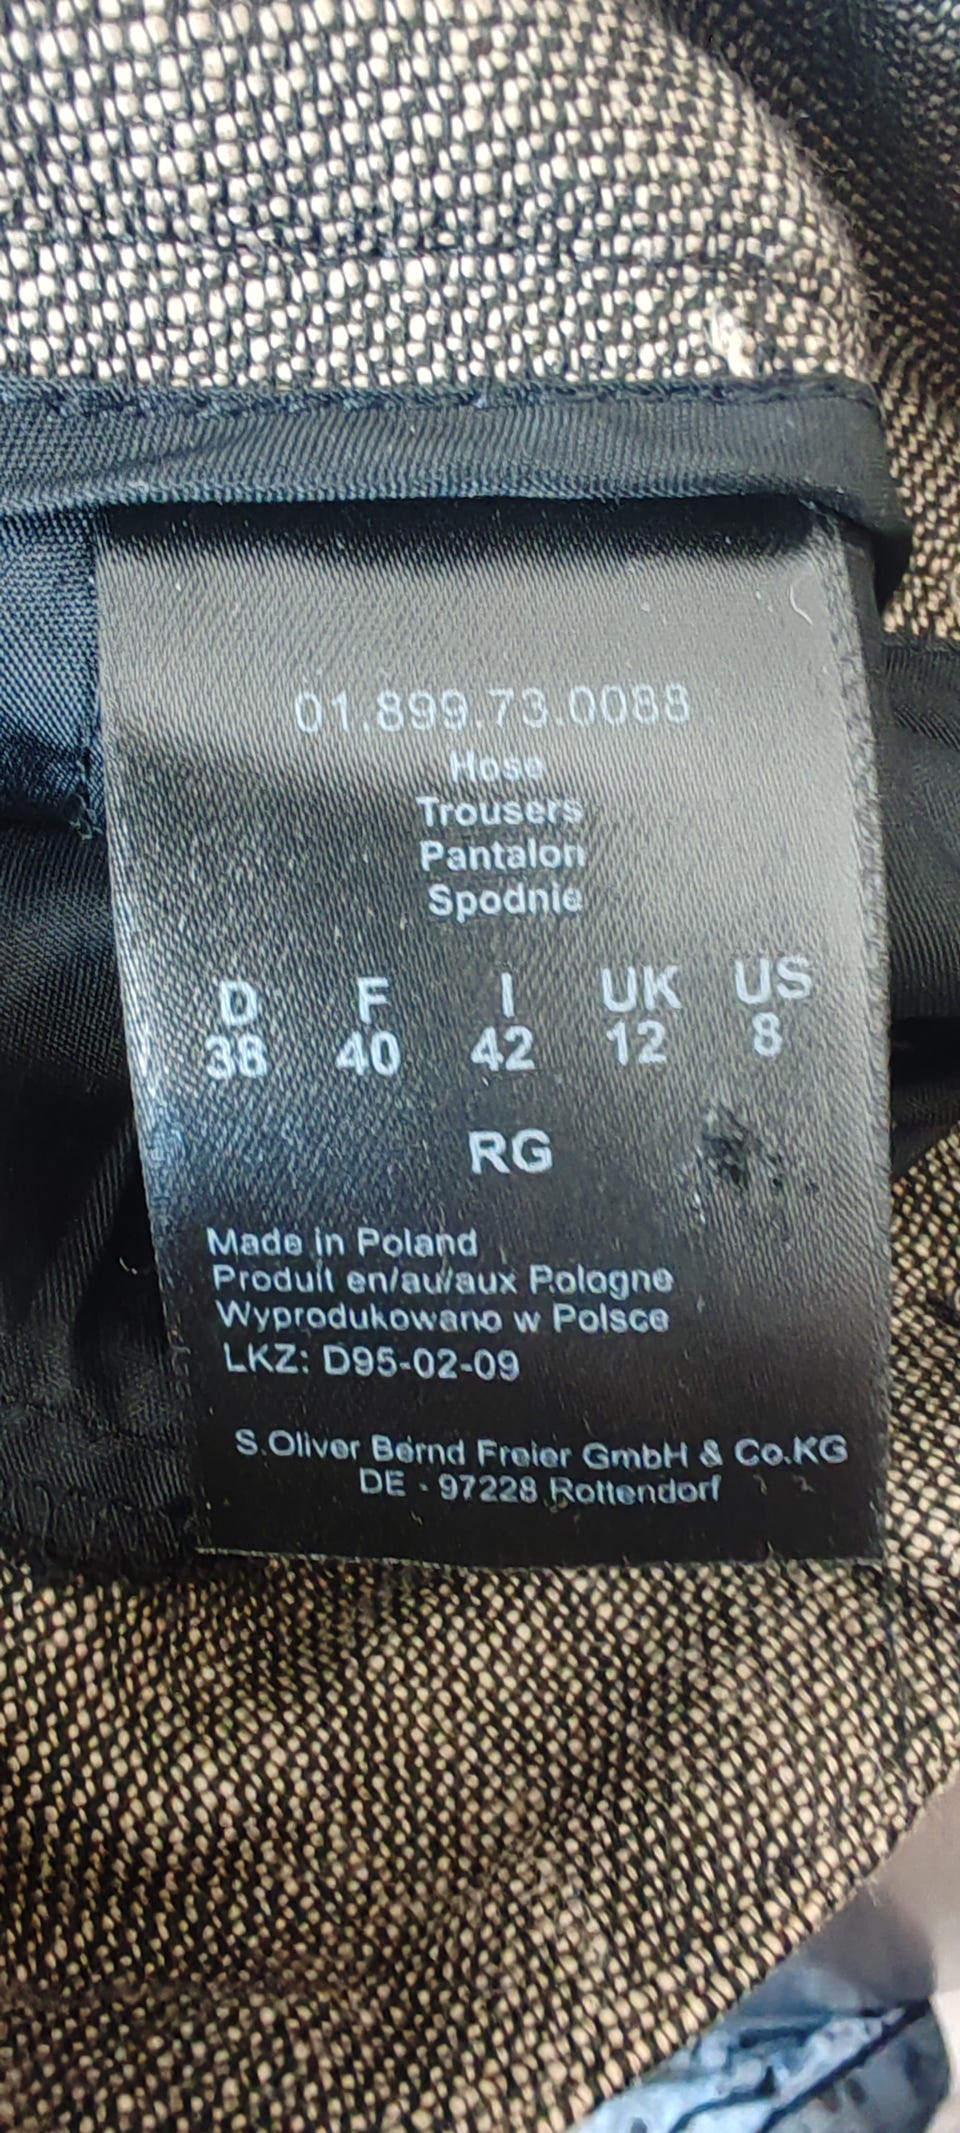 01.899.73.0088
Hose
Trousers
Pantalon
Spodnie
D F I UK US
38 40 42 12 8
RG
Made in Poland
Produit en/au/aux Pologne
Wyprodukowano w Polsce
LKZ: D95-02-09
S.Oliver Bernd Freier GmbH & Co.KG
DE - 97228 Rottendorf